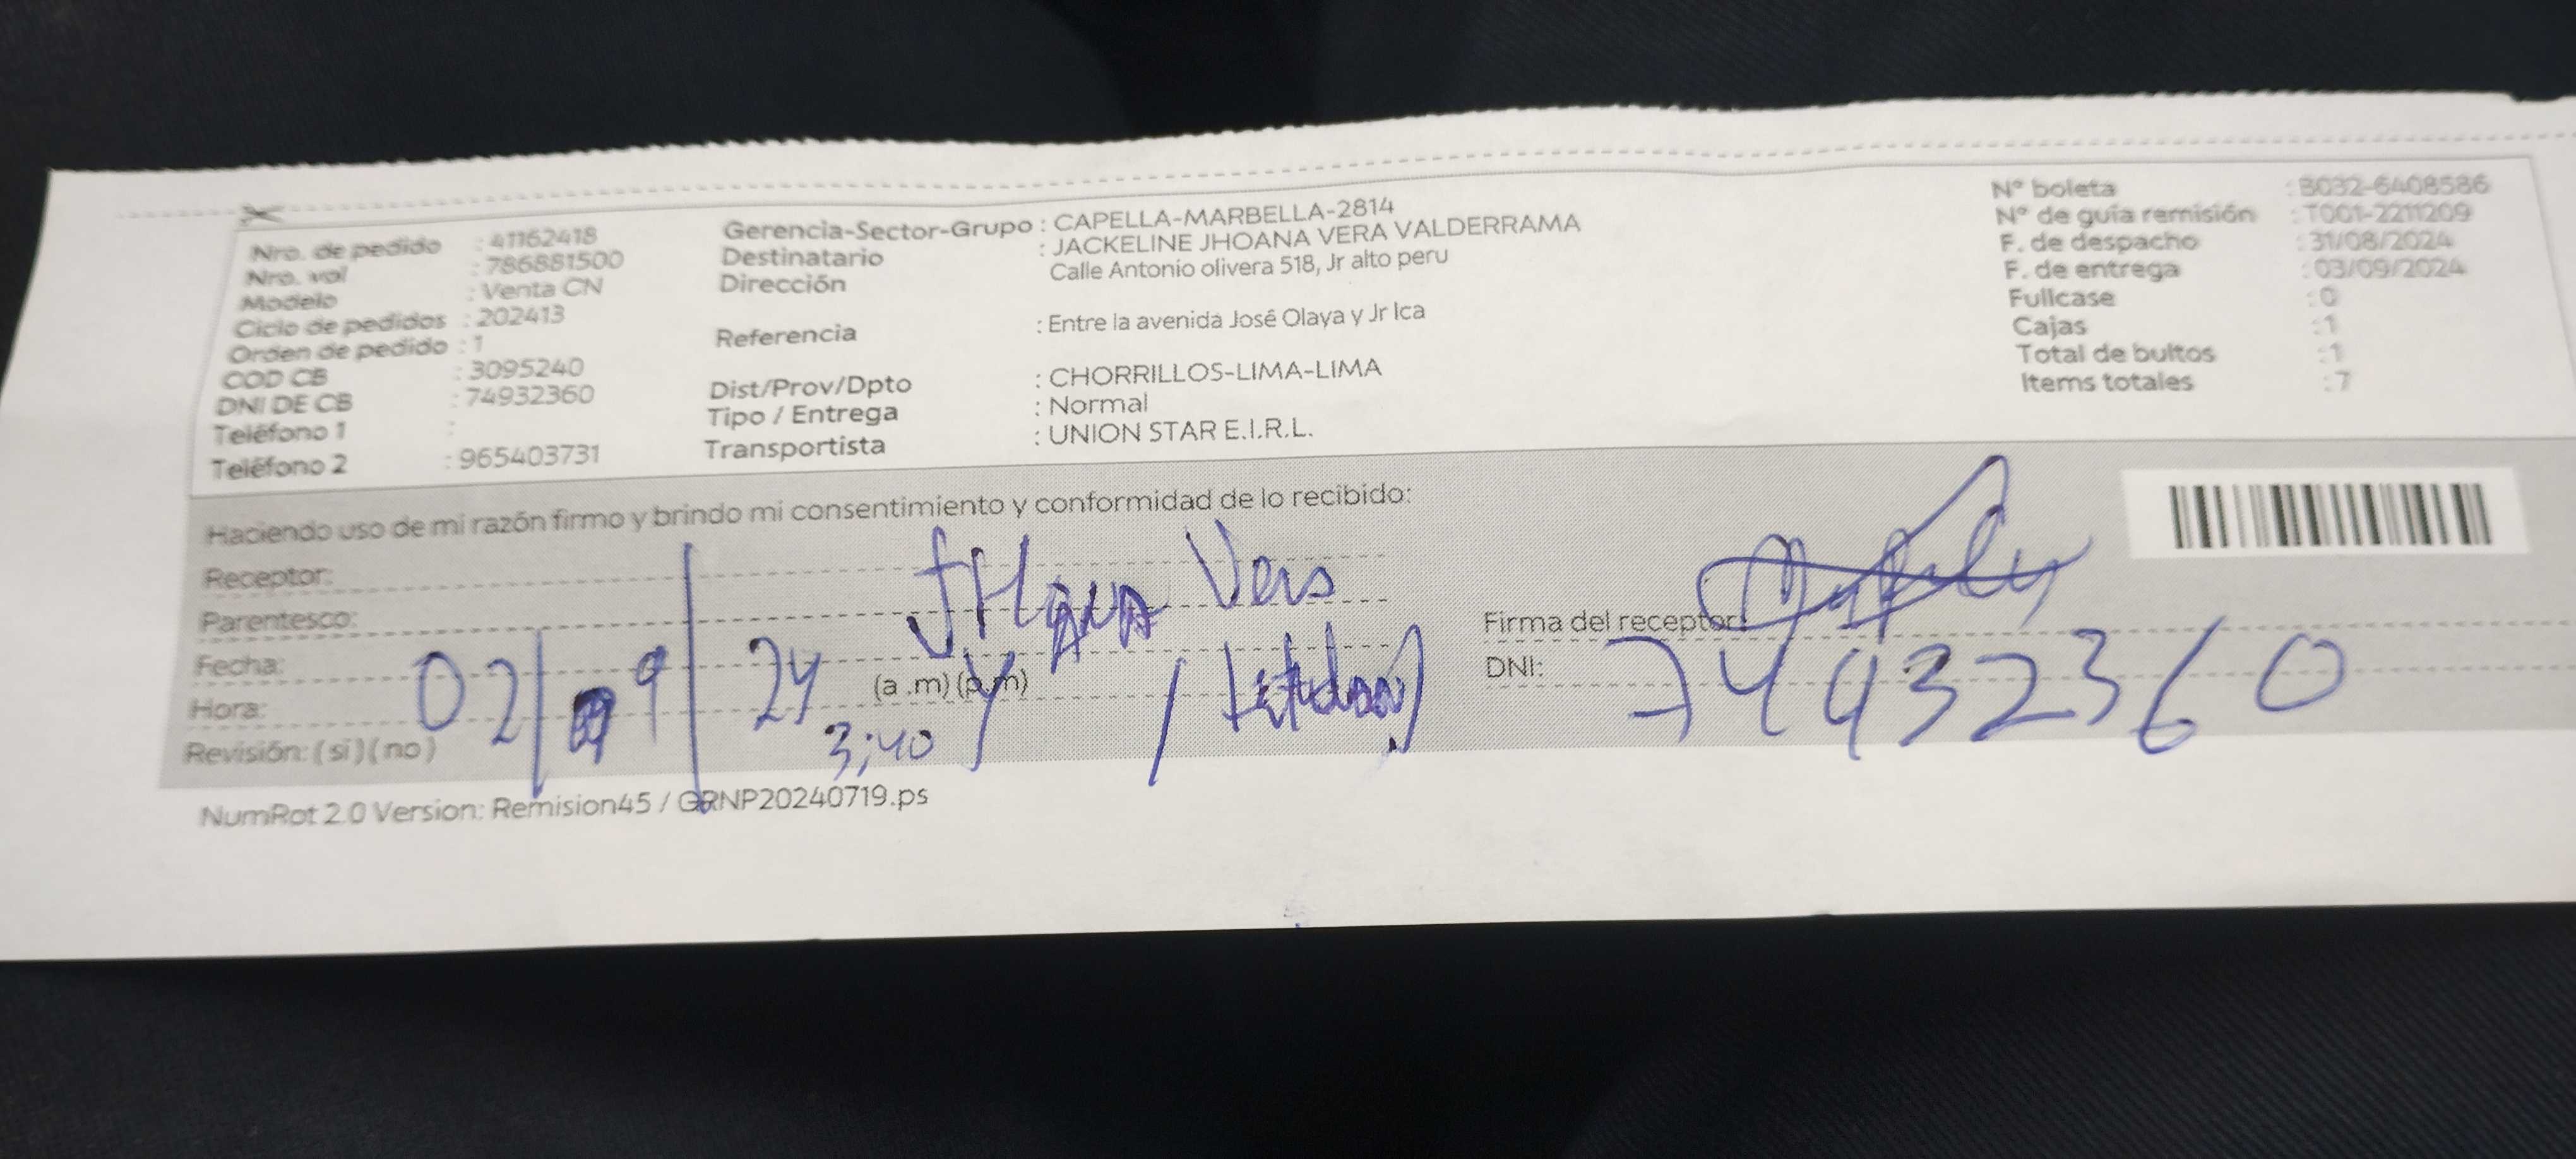 Nro. de pedido : 41162418
Nro. vol : 786881500
Modelo : Venta CN
Ciclo de pedidos : 202413
Orden de pedido : 1
COD CB : 3095240
DNI DE CB : 74932360
Teléfono 1 :
Teléfono 2 : 965403731
Gerencia-Sector-Grupo : CAPELLA-MARBELLA-2814
Destinatario : JACKELINE JHOANA VERA VALDERRAMA
Dirección Calle Antonio olivera 518, Jr alto peru
Referencia : Entre la avenida José Olaya y Jr Ica
Dist/Prov/Dpto : CHORRILLOS-LIMA-LIMA
Tipo / Entrega : Normal
Transportista : UNION STAR E.I.R.L.
N° boleta : B032-6408586
N° de guía remisión : T001-2211209
F. de despacho : 31/08/2024
F. de entrega : 03/09/2024
Fullcase : 0
Cajas : 1
Total de bultos : 1
Items totales : 7
Haciendo uso de mi razón firmo y brindo mi consentimiento y conformidad de lo recibido:
Receptor:
Parentesco:
Fecha: 02/09/24
Hora: (a .m) (p.m) 3:40
Revisión: ( si ) ( no )
Firma del receptor:
DNI: 74932360
NumRot 2.0 Version: Remision45 / GRNP20240719.ps